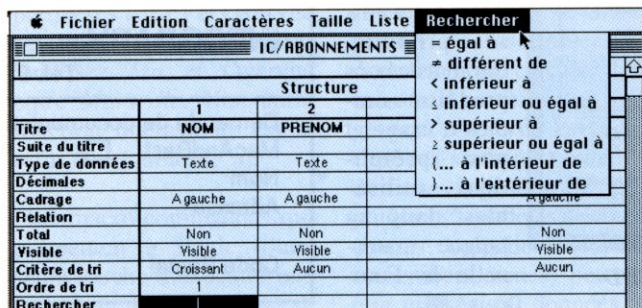 Fichier Edition Caractères Taille Liste Rechercher
IC/ABONNEMENTS
= égal à
≠ différent de
< inférieur à
≤ inférieur ou égal à
> supérieur à
≥ supérieur ou égal à
{... à l'intérieur de
}... à l'extérieur de
Structure
1 2
Titre NOM PRENOM
Suite du titre
Type de données Texte Texte
Décimales
Cadrage A gauche A gauche A gauche
Relation
Total Non Non Non
Visible Visible Visible Visible
Critère de tri Croissant Aucun Aucun
Ordre de tri 1
Rechercher